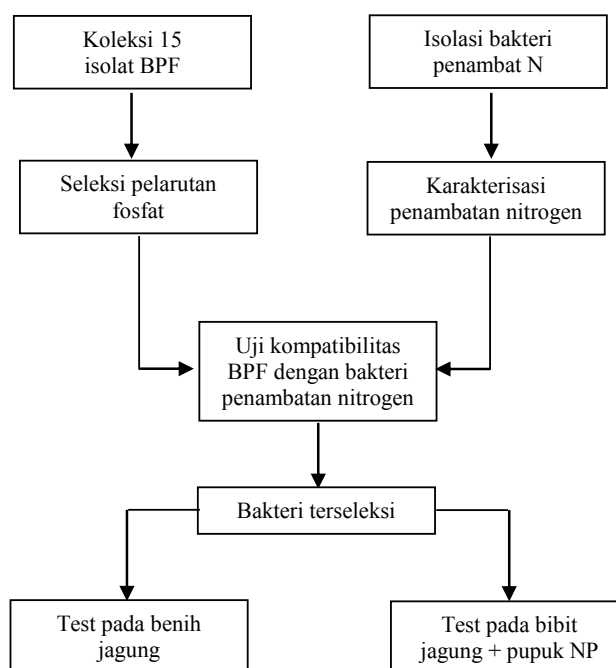 Koleksi 15
isolat BPF
Isolasi bakteri
penambat N
Seleksi pelarutan
fosfat
Karakterisasi
penambatan nitrogen
Uji kompatibilitas
BPF dengan bakteri
penambatan nitrogen
Bakteri terseleksi
Test pada benih
jagung
Test pada bibit
jagung + pupuk NP